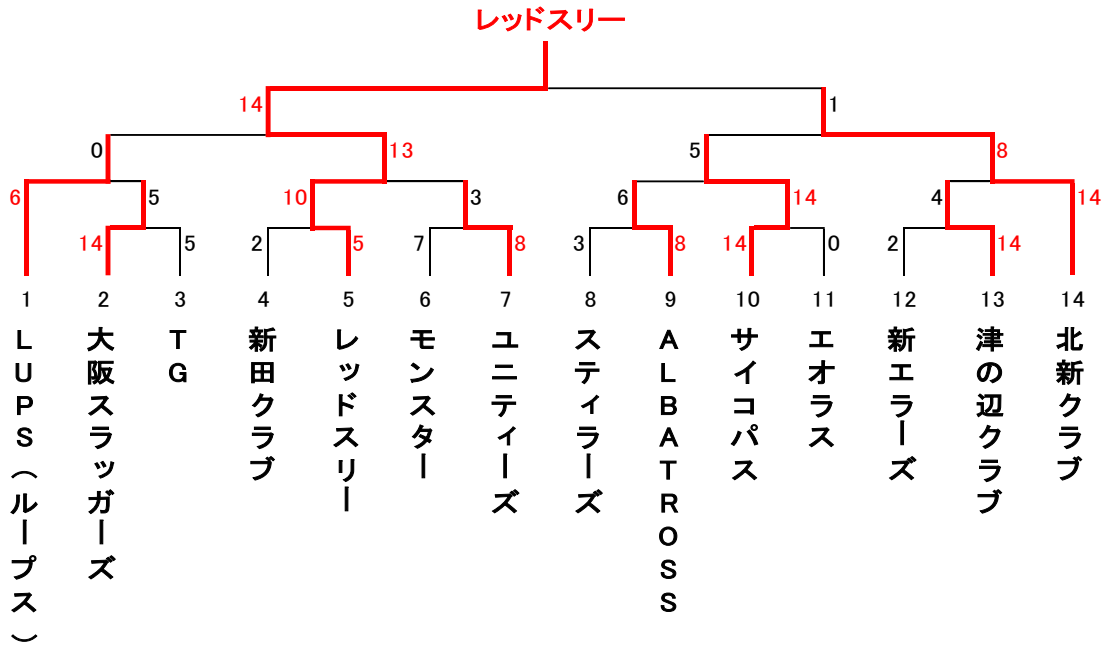 レッドスリー
14
1
0
13
5
8
6
5
10
3
6
14
4
14
14
5
2
5
7
8
3
8
14
0
2
14
1
2
3
4
5
6
7
8
9
10
11
12
13
14
LUPS(ループス)
大阪スラッガーズ
TG
新田クラブ
レッドスリー
モンスター
ユニティーズ
スティラーズ
ALBATROSS
サイコパス
エオラス
新エラーズ
津の辺クラブ
北新クラブ